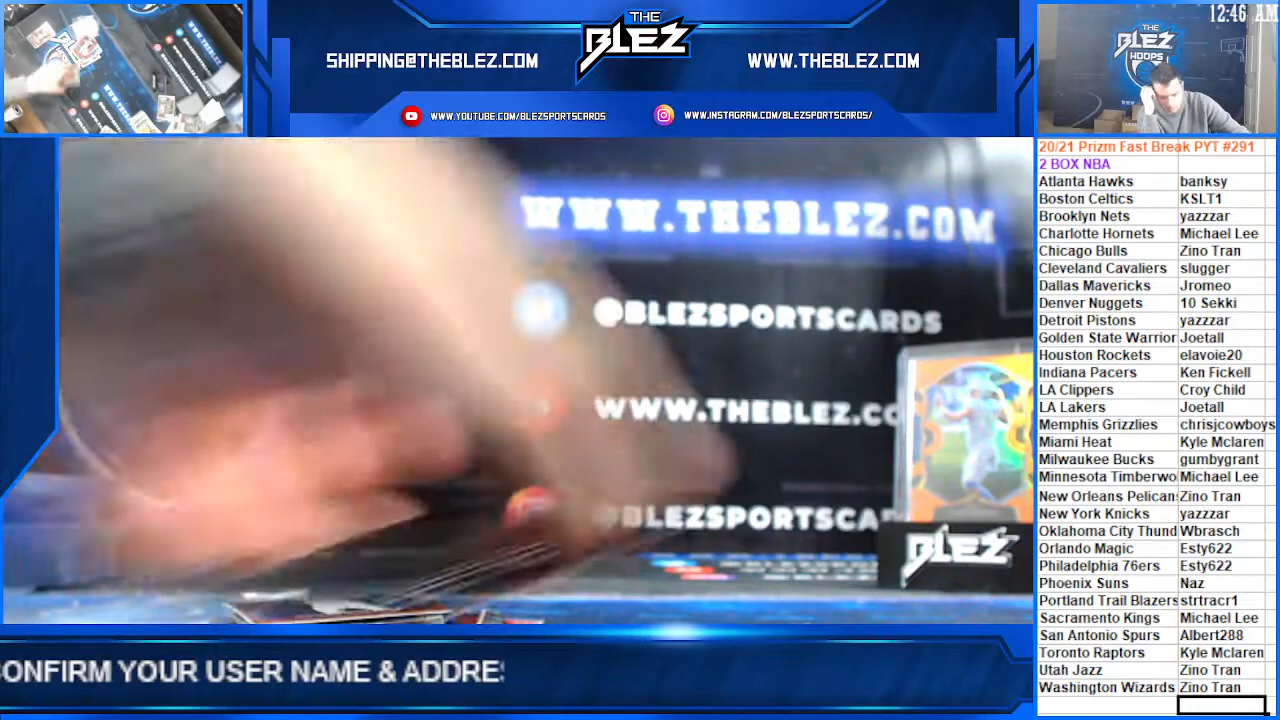 THE
BLEZ
SHIPPING@THEBLEZ.COM
WWW.THEBLEZ.COM
WWW.YOUTUBE.COM/BLEZSPORTSCARDS
WWW.INSTAGRAM.COM/BLEZSPORTSCARDS/
12:46 AM
THE
BLEZ
HOOPS
WWW.THEBLEZ.COM
@BLEZSPORTSCARDS
WWW.THEBLEZ.CO
@BLEZSPORTSCA
BLEZ
CONFIRM YOUR USER NAME & ADDRE
20/21 Prizm Fast Break PYT #291
2 BOX NBA
Atlanta Hawks banksy
Boston Celtics KSLT1
Brooklyn Nets yazzzar
Charlotte Hornets Michael Lee
Chicago Bulls Zino Tran
Cleveland Cavaliers slugger
Dallas Mavericks Jromeo
Denver Nuggets 10 Sekki
Detroit Pistons yazzzar
Golden State Warrior Joetall
Houston Rockets elavoie20
Indiana Pacers Ken Fickell
LA Clippers Croy Child
LA Lakers Joetall
Memphis Grizzlies chrisjcowboys
Miami Heat Kyle Mclaren
Milwaukee Bucks gumbygrant
Minnesota Timberwo Michael Lee
New Orleans Pelican Zino Tran
New York Knicks yazzzar
Oklahoma City Thund Wbrasch
Orlando Magic Esty622
Philadelphia 76ers Esty622
Phoenix Suns Naz
Portland Trail Blazers strtracr1
Sacramento Kings Michael Lee
San Antonio Spurs Albert288
Toronto Raptors Kyle Mclaren
Utah Jazz Zino Tran
Washington Wizards Zino Tran